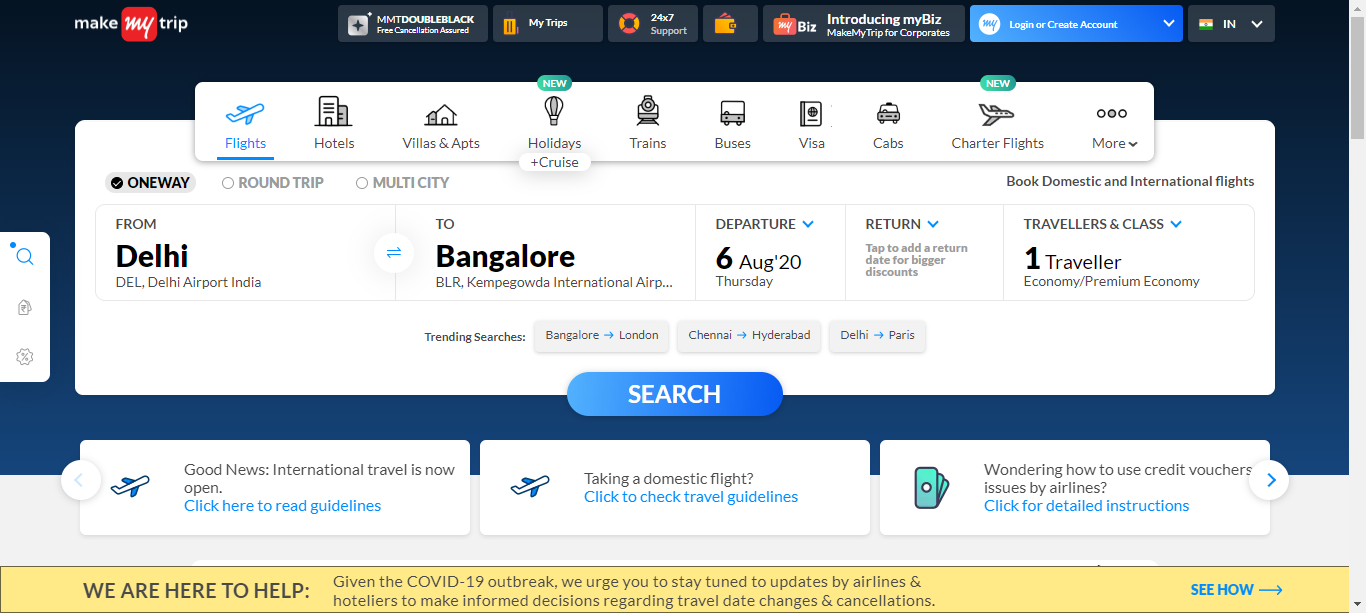 make my trip
MMTDOUBLEBLACK
Free Cancellation Assured
My Trips
24x7
Support
my Biz
Introducing myBiz
MakeMyTrip for Corporates
my
Login or Create Account
IN
NEW
NEW
Flights
Hotels
Villas & Apts
Holidays
Trains
Buses
Visa
Cabs
Charter Flights
More
+Cruise
ONEWAY
ROUND TRIP
MULTI CITY
Book Domestic and International flights
FROM
Delhi
DEL, Delhi Airport India
TO
Bangalore
BLR, Kempegowda International Airp...
DEPARTURE
6 Aug'20
Thursday
RETURN
Tap to add a return
date for bigger
discounts
TRAVELLERS & CLASS
1 Traveller
Economy/Premium Economy
Trending Searches:
Bangalore → London
Chennai → Hyderabad
Delhi → Paris
SEARCH
Good News: International travel is now
open.
Click here to read guidelines
Taking a domestic flight?
Click to check travel guidelines
Wondering how to use credit vouchers
issues by airlines?
Click for detailed instructions
WE ARE HERE TO HELP:
Given the COVID-19 outbreak, we urge you to stay tuned to updates by airlines &
hoteliers to make informed decisions regarding travel date changes & cancellations.
SEE HOW